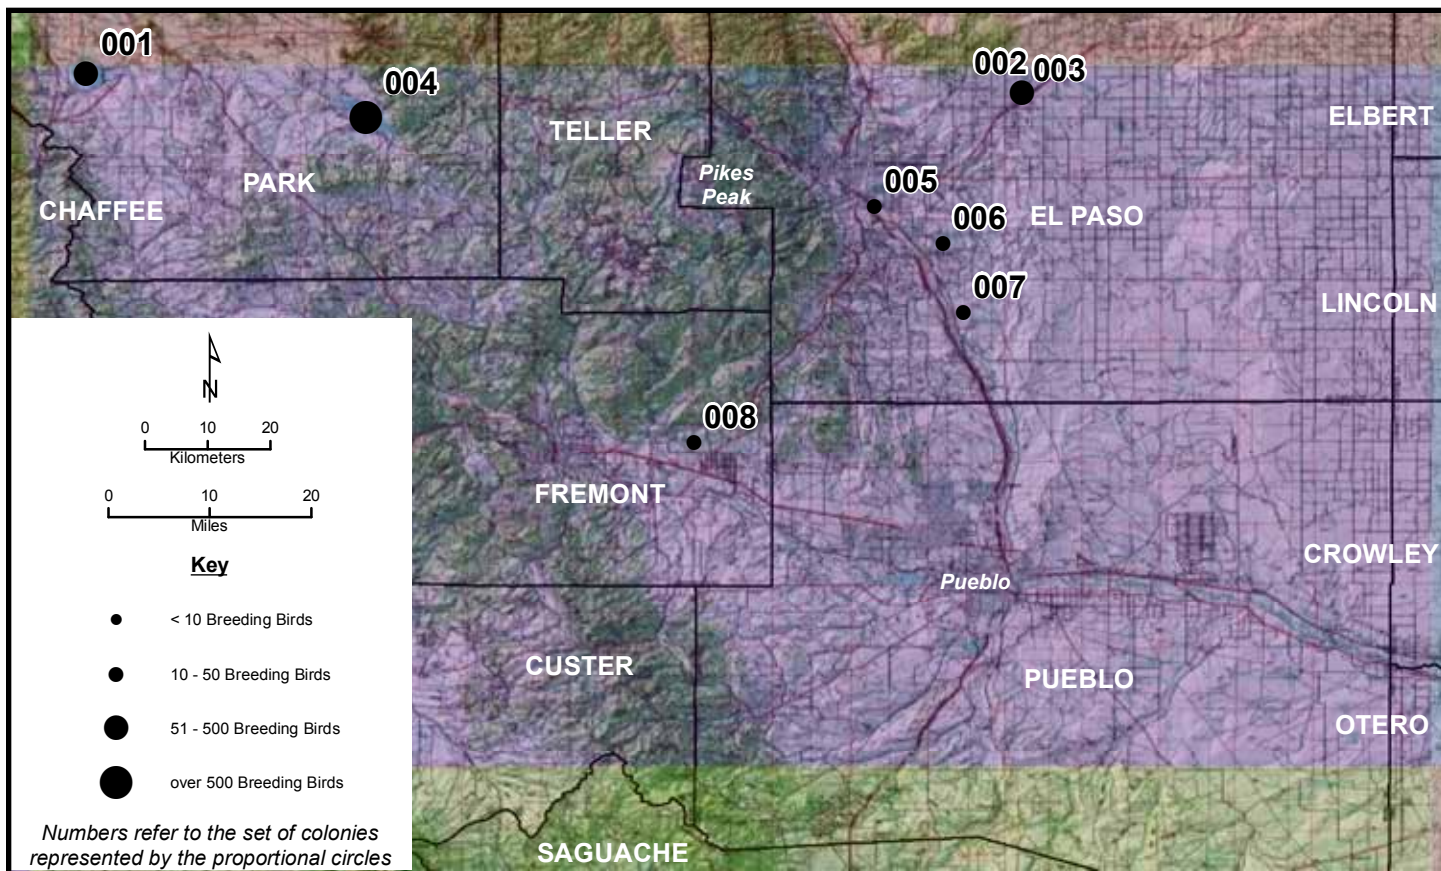 001
002 003
004
ELBERT
TELLER
Pikes
Peak
PARK
CHAFFEE
005
EL PASO
006
007
LINCOLN
008
FREMONT
CROWLEY
Pueblo
CUSTER
PUEBLO
OTERO
SAGUACHE
N
0 10 20
Kilometers
0 10 20
Miles
Key
< 10 Breeding Birds
10 - 50 Breeding Birds
51 - 500 Breeding Birds
over 500 Breeding Birds
Numbers refer to the set of colonies
represented by the proportional circles